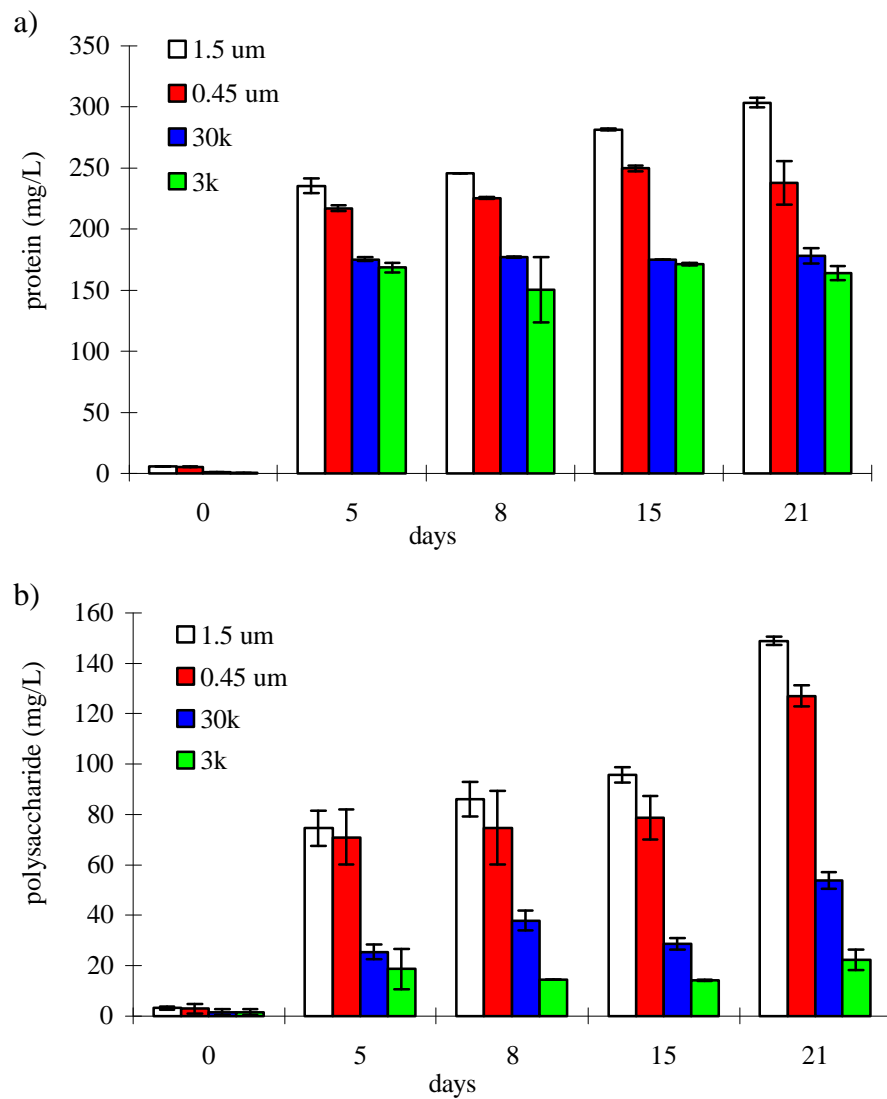 a)
350
300
250
200
150
100
50
0
protein (mg/L)
1.5 um
0.45 um
30k
3k
0 5 8 15 21
days
b)
160
140
120
100
80
60
40
20
0
polysaccharide (mg/L)
1.5 um
0.45 um
30k
3k
0 5 8 15 21
days